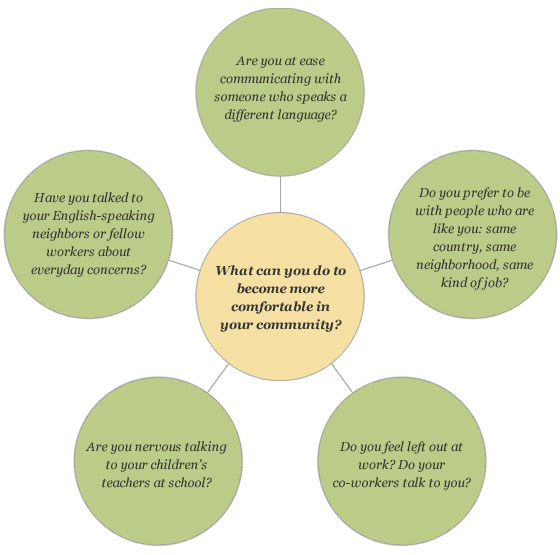 Are you at ease
communicating with
someone who speaks a
different language?
Have you talked to
your English-speaking
neighbors or fellow
workers about
everyday concerns?
Do you prefer to be
with people who are
like you: same
country, same
neighborhood, same
kind of job?
What can you do to
become more
comfortable in
your community?
Are you nervous talking
to your children's
teachers at school?
Do you feel left out at
work? Do your
co-workers talk to you?